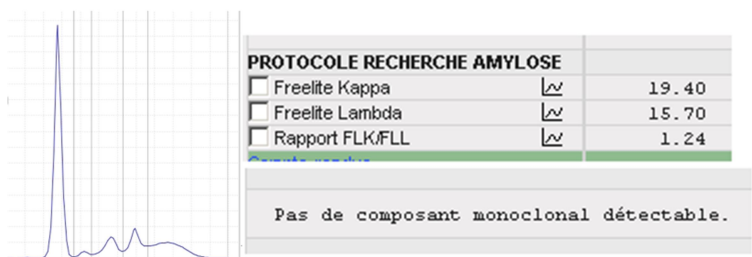 PROTOCOLE RECHERCHE AMYLOSE
Freelite Kappa 19.40
Freelite Lambda 15.70
Rapport FLK/FLL 1.24
Pas de composant monoclonal détectable.